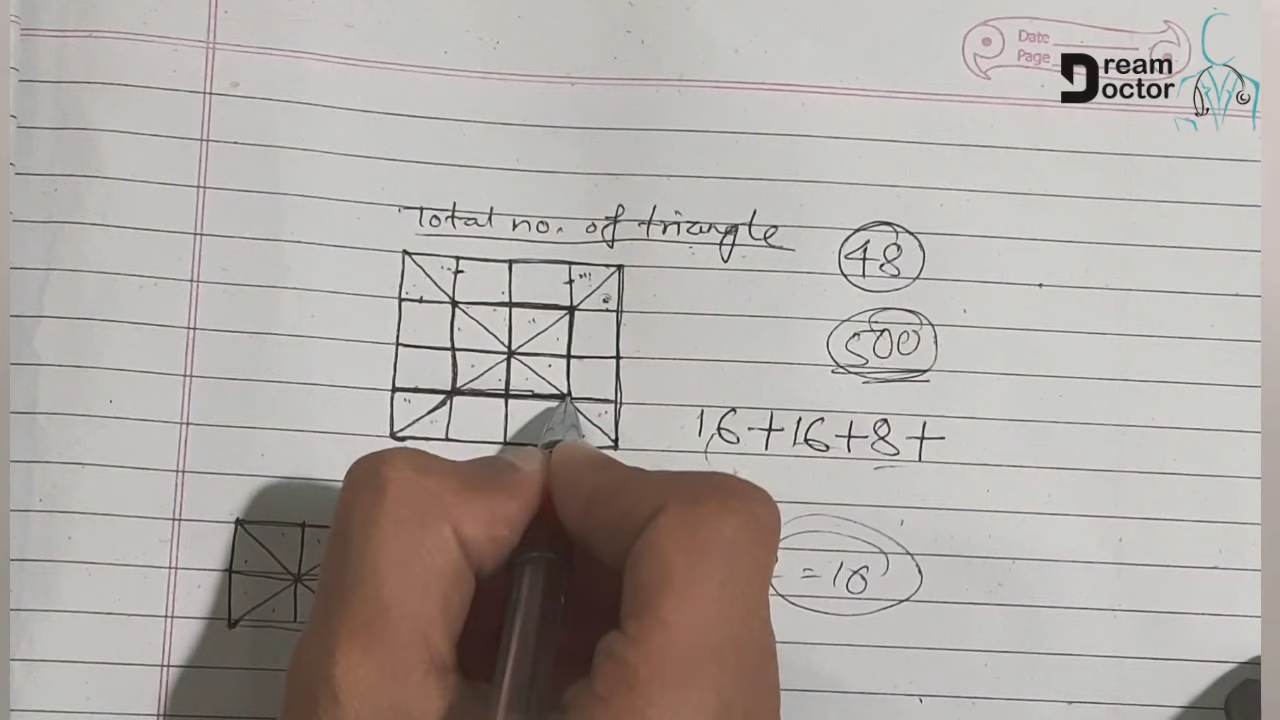 Date
Page
Dream Doctor
Total no. of triangle
48
500
16+16+8+
=16